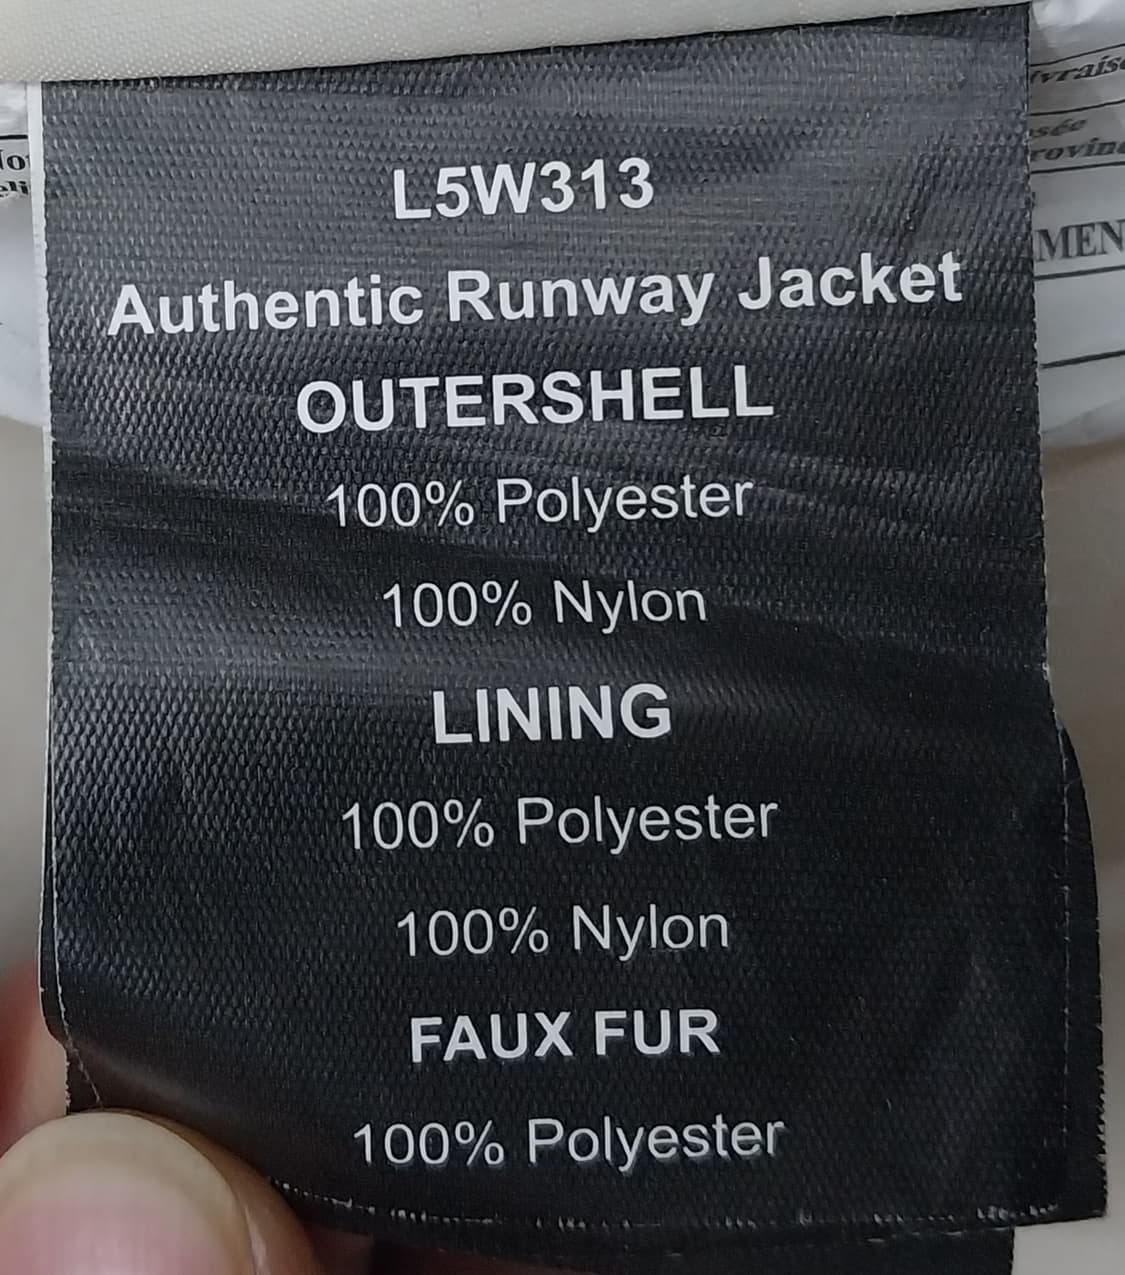 L5W313
Authentic Runway Jacket
OUTERSHELL
100% Polyester
100% Nylon
LINING
100% Polyester
100% Nylon
FAUX FUR
100% Polyester